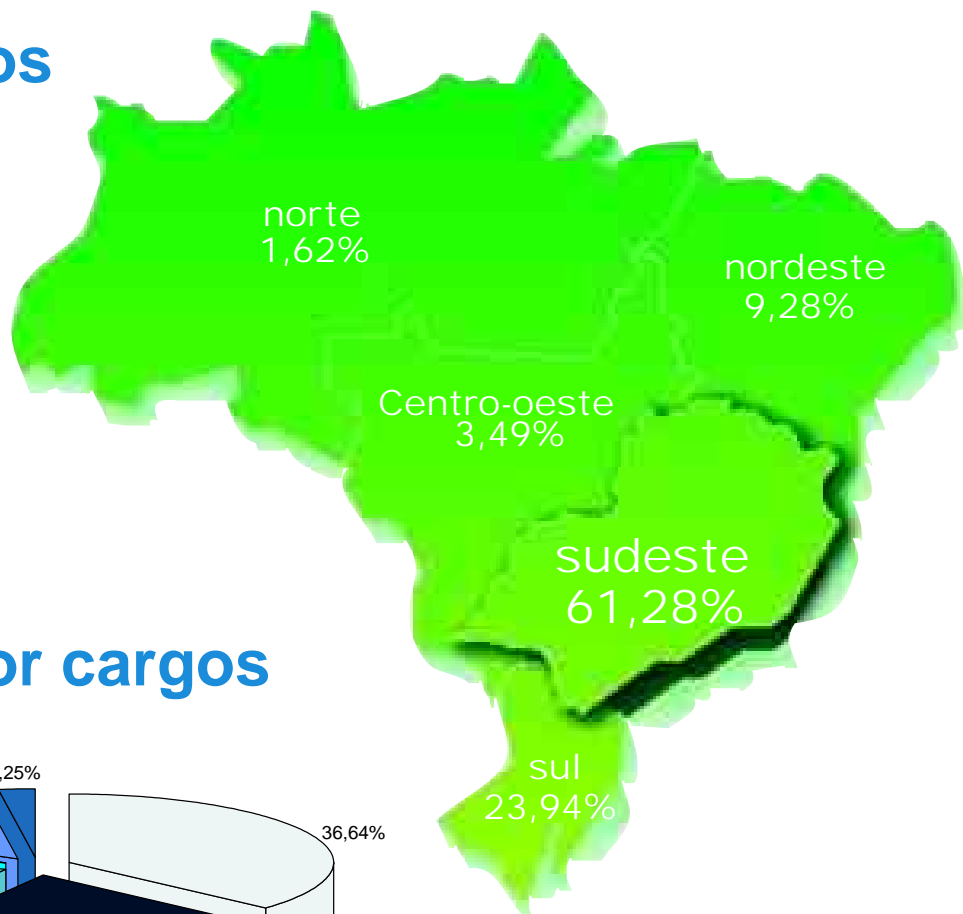 os
norte
1,62%
nordeste
9,28%
Centro-oeste
3,49%
sudeste
61,28%
or cargos
sul
23,94%
,25%
36,64%